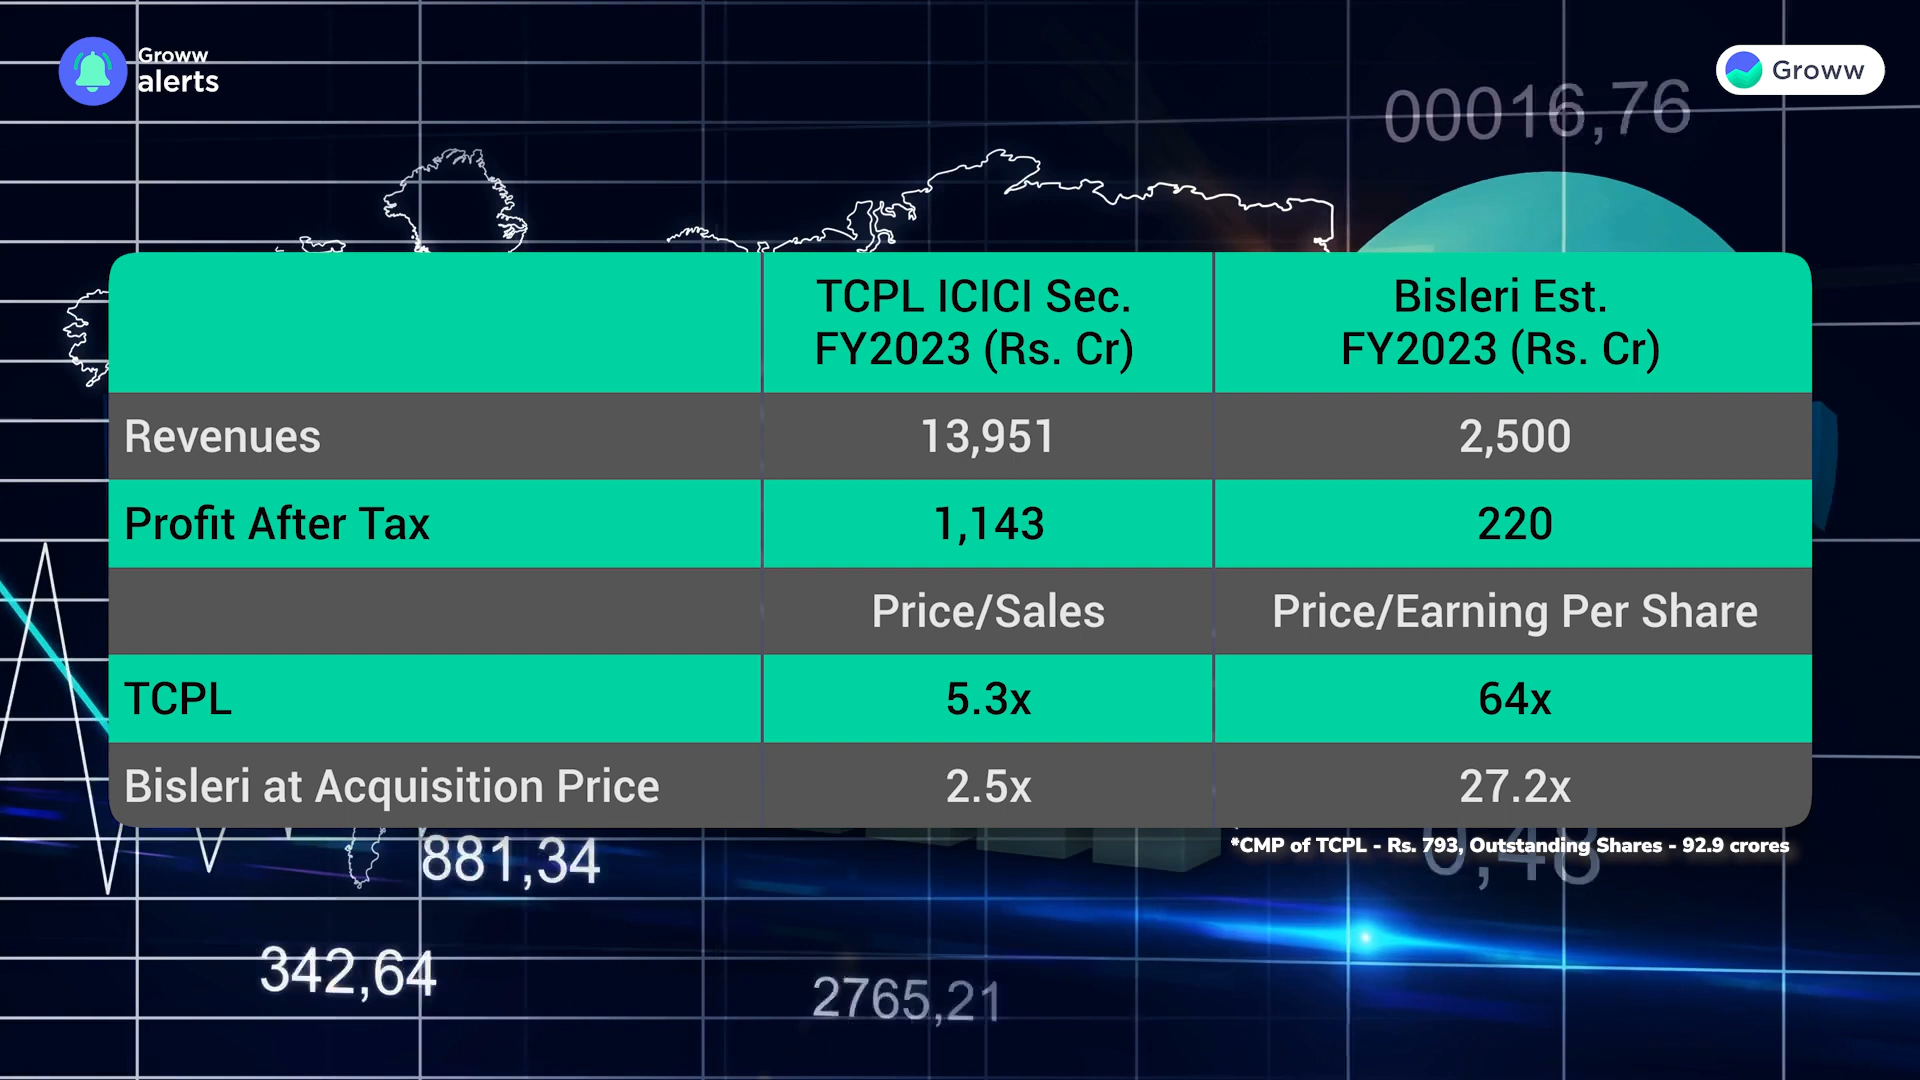 Groww
alerts
Groww
00016,76
TCPL ICICI Sec.
FY2023 (Rs. Cr)
Bisleri Est.
FY2023 (Rs. Cr)
Revenues
13,951
2,500
Profit After Tax
1,143
220
Price/Sales
Price/Earning Per Share
TCPL
5.3x
64x
Bisleri at Acquisition Price
2.5x
27.2x
*CMP of TCPL - Rs. 793, Outstanding Shares - 92.9 crores
881,34
0,48
342,64
2765,21